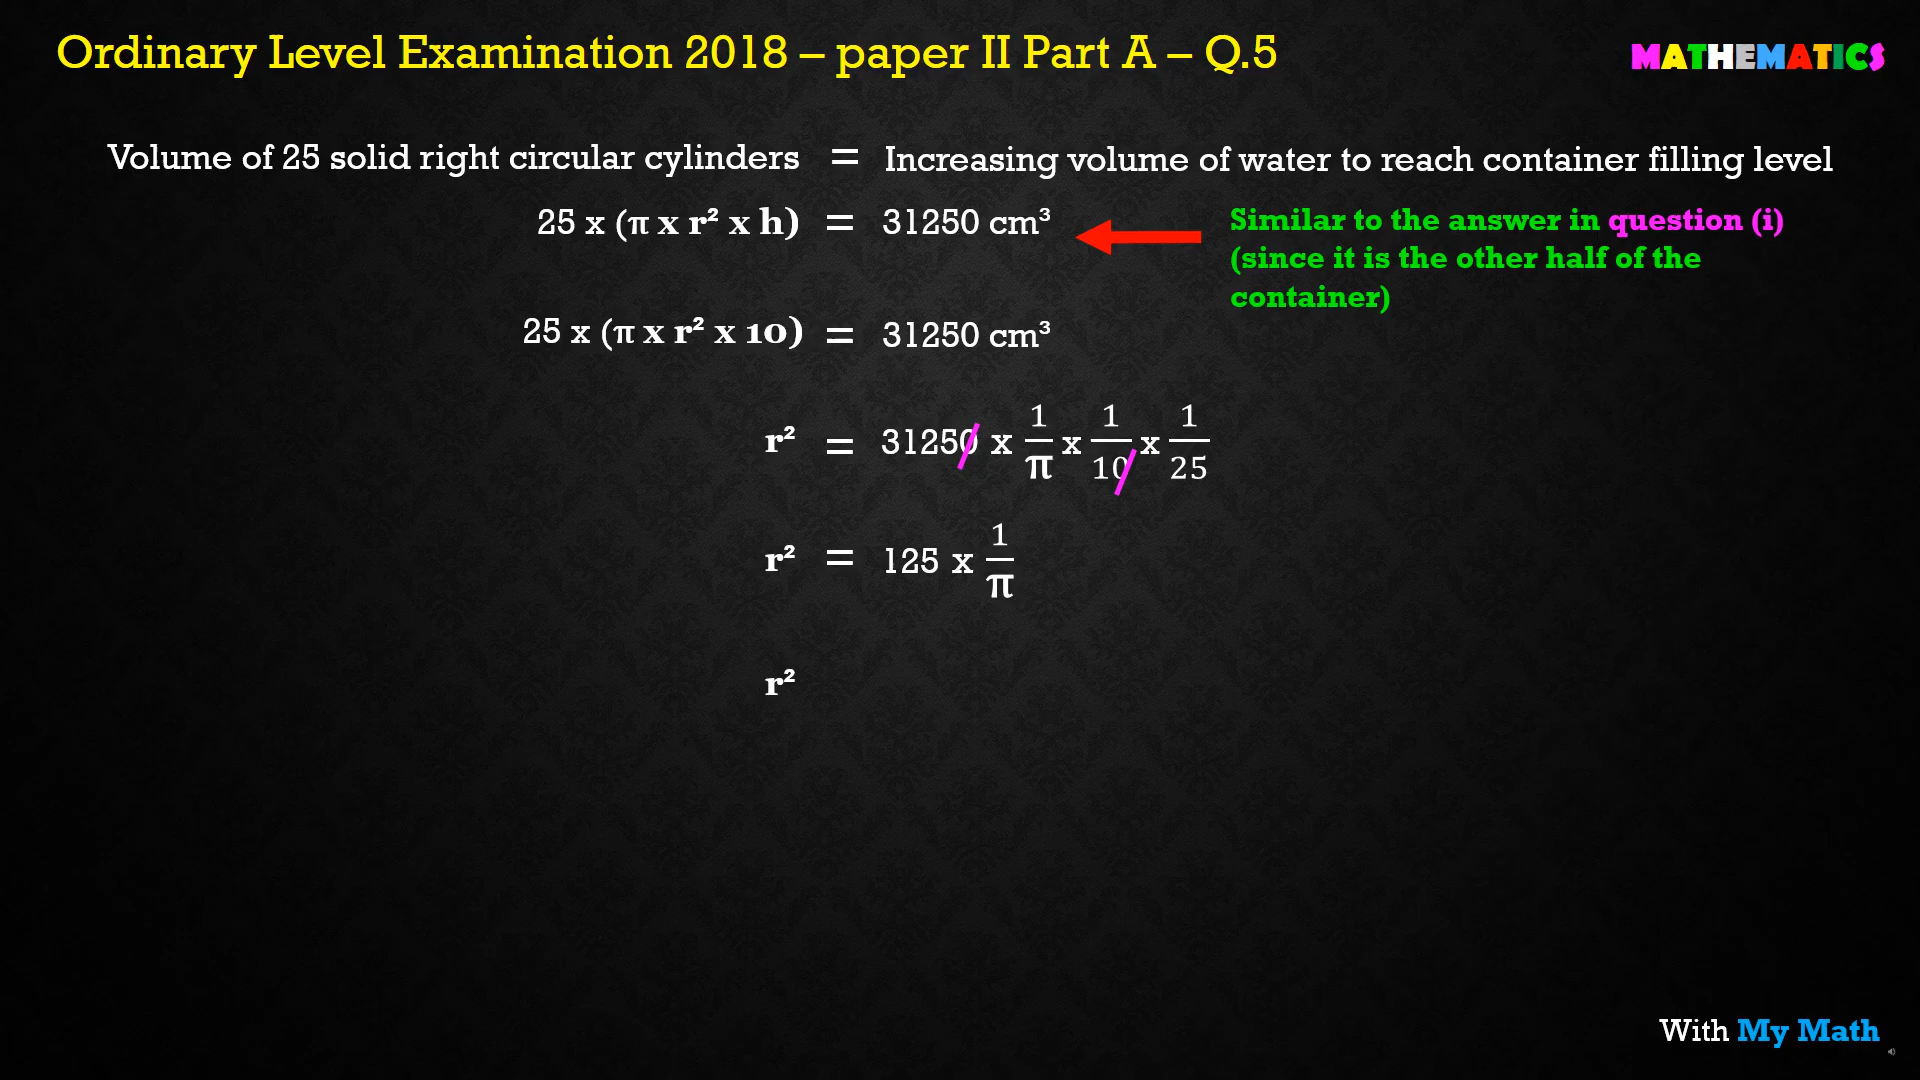 Ordinary Level Examination 2018 – paper II Part A – Q.5
MATHEMATICS
Volume of 25 solid right circular cylinders = Increasing volume of water to reach container filling level
25 x (π x r² x h) = 31250 cm³
Similar to the answer in question (i)
(since it is the other half of the
container)
25 x (π x r² x 10) = 31250 cm³
r² = 31250 x 1/π x 1/10 x 1/25
r² = 125 x 1/π
r²
With My Math